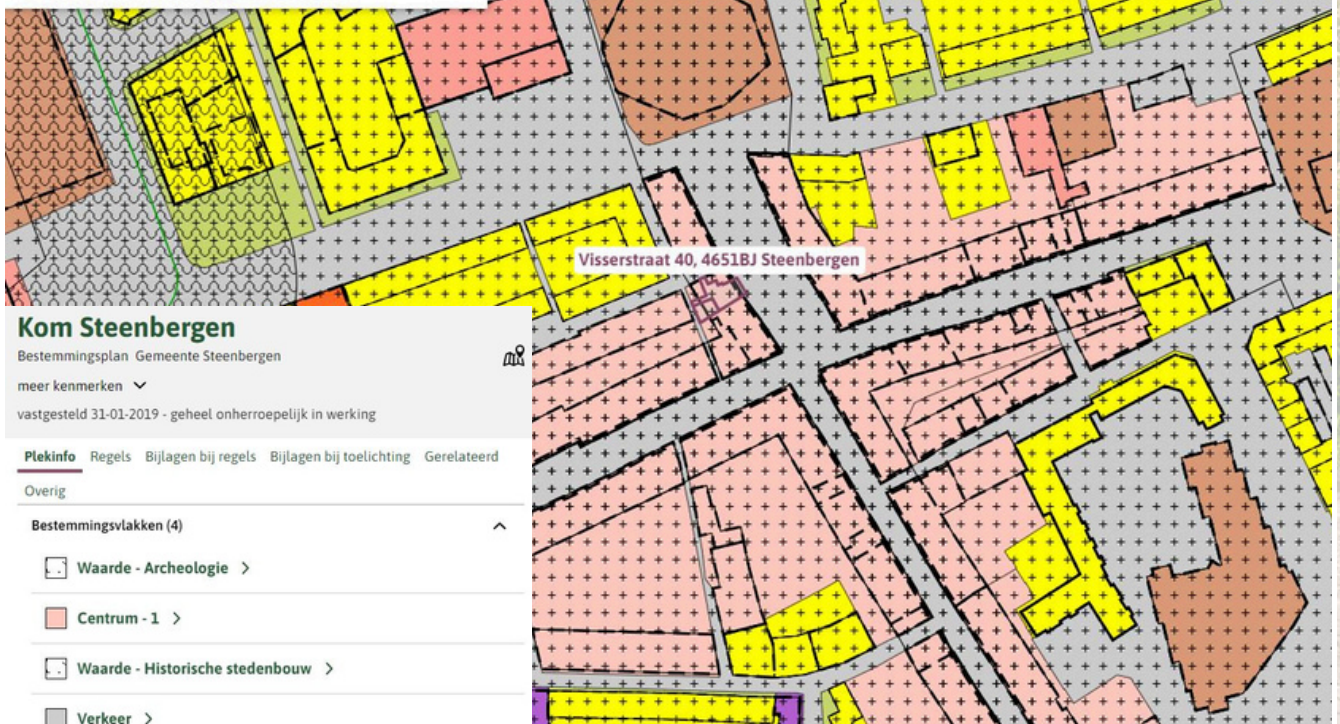 Visserstraat 40, 4651BJ Steenbergen
Kom Steenbergen
Bestemmingsplan Gemeente Steenbergen
meer kenmerken
vastgesteld 31-01-2019 - geheel onherroepelijk in werking
Plekinfo Regels Bijlagen bij regels Bijlagen bij toelichting Gerelateerd
Overig
Bestemmingsvlakken (4)
Waarde - Archeologie
Centrum - 1
Waarde - Historische stedenbouw
Verkeer